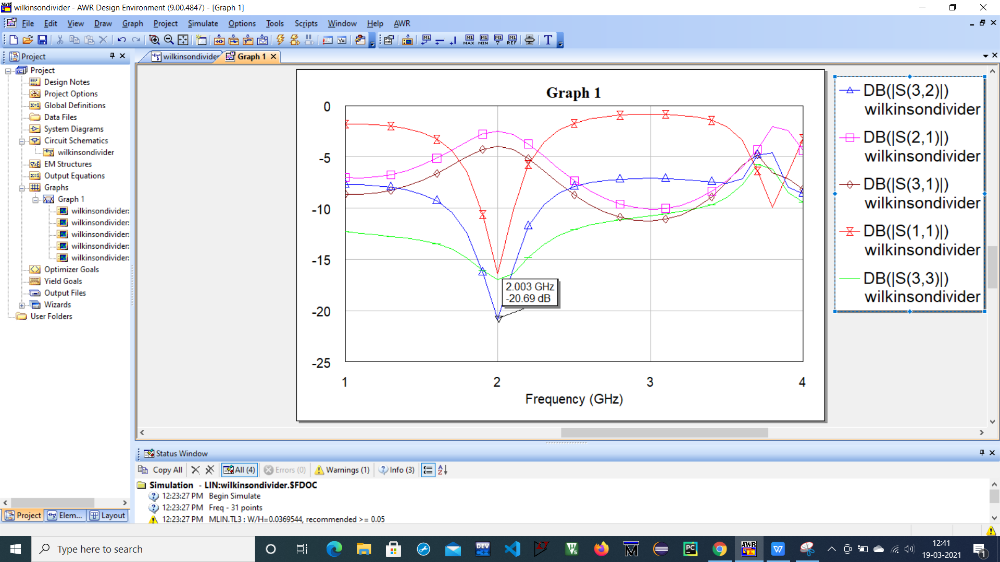 wilkinsondivider - AWR Design Environment (9.00.4847) - [Graph 1]
File Edit View Draw Graph Project Simulate Options Tools Scripts Window Help AWR
Project
wilkinsondivider
Graph 1
Project
Design Notes
Project Options
Global Definitions
Data Files
System Diagrams
Circuit Schematics
wilkinsondivider
EM Structures
Output Equations
Graphs
Graph 1
wilkinsondivider:
wilkinsondivider:
wilkinsondivider:
wilkinsondivider:
wilkinsondivider:
Optimizer Goals
Yield Goals
Output Files
Wizards
User Folders
Project Elem... Layout
Graph 1
0
-5
-10
-15
-20
-25
2.003 GHz
-20.69 dB
1 2 3 4
Frequency (GHz)
DB(|S(3,2)|)
wilkinsondivider
DB(|S(2,1)|)
wilkinsondivider
DB(|S(3,1)|)
wilkinsondivider
DB(|S(1,1)|)
wilkinsondivider
DB(|S(3,3)|)
wilkinsondivider
Status Window
Copy All All (4) Errors (0) Warnings (1) Info (3)
Simulation - LIN:wilkinsondivider.$FDOC
12:23:27 PM Begin Simulate
12:23:27 PM Freq - 31 points
12:23:27 PM MLIN.TL3 : W/H=0.0369544, recommended >= 0.05
Type here to search
12:41
19-03-2021
1